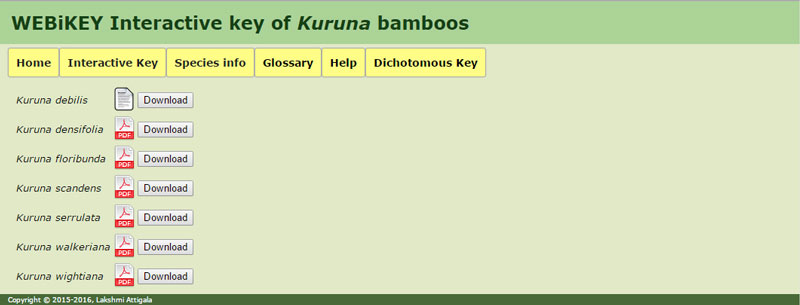 WEBiKEY Interactive key of Kuruna bamboos
Home Interactive Key Species info Glossary Help Dichotomous Key
Kuruna debilis Download
Kuruna densifolia PDF Download
Kuruna floribunda PDF Download
Kuruna scandens PDF Download
Kuruna serrulata PDF Download
Kuruna walkeriana PDF Download
Kuruna wightiana PDF Download
Copyright © 2015-2016, Lakshmi Attigala